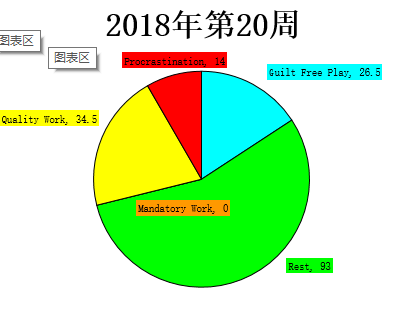 2018年第20周
图表区
图表区
Procrastination, 14
Guilt Free Play, 26.5
Quality Work, 34.5
Mandatory Work, 0
Rest, 93